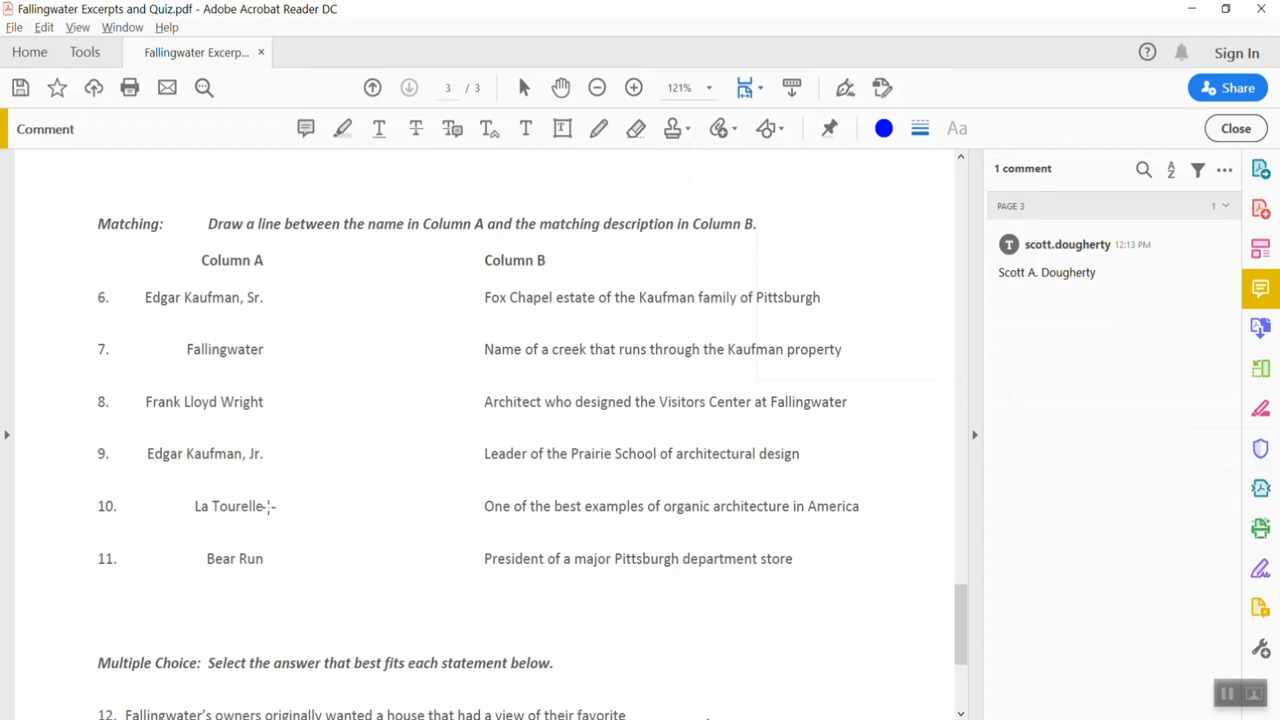 Fallingwater Excerpts and Quiz.pdf - Adobe Acrobat Reader DC
File Edit View Window Help
Home Tools Fallingwater Excerp... × Sign In
3 / 3 121% Share
Comment Aa Close
1 comment
PAGE 3 1
scott.dougherty 12:13 PM
Scott A. Dougherty
Matching: Draw a line between the name in Column A and the matching description in Column B.
Column A Column B
6. Edgar Kaufman, Sr. Fox Chapel estate of the Kaufman family of Pittsburgh
7. Fallingwater Name of a creek that runs through the Kaufman property
8. Frank Lloyd Wright Architect who designed the Visitors Center at Fallingwater
9. Edgar Kaufman, Jr. Leader of the Prairie School of architectural design
10. La Tourelle One of the best examples of organic architecture in America
11. Bear Run President of a major Pittsburgh department store
Multiple Choice: Select the answer that best fits each statement below.
12. Fallingwater's owners originally wanted a house that had a view of their favorite